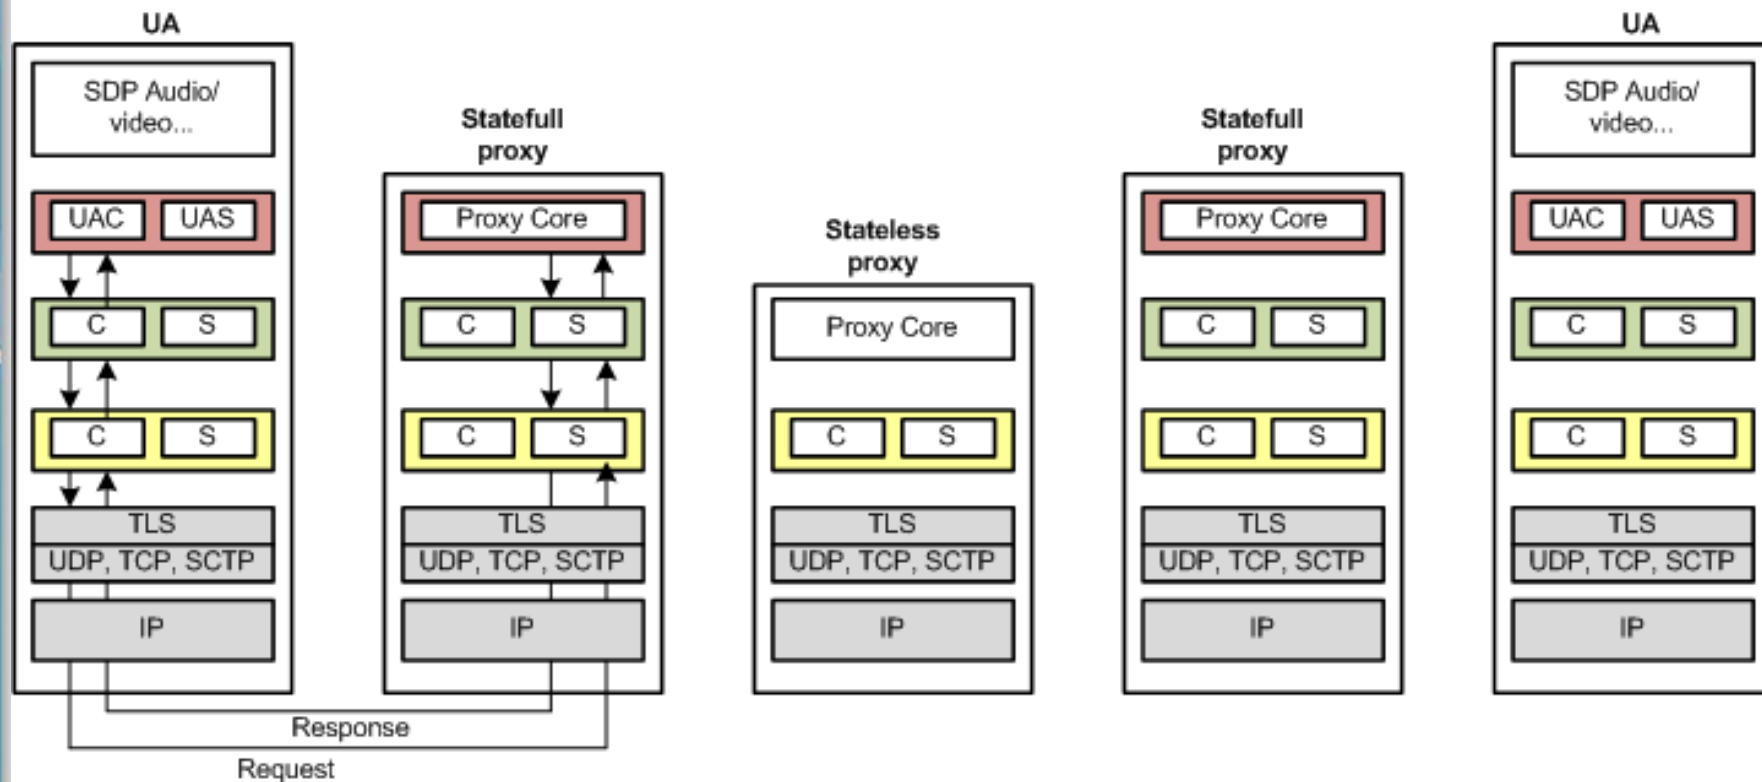 UA
SDP Audio/
video...
UAC UAS
C S
C S
TLS
UDP, TCP, SCTP
IP
Statefull
proxy
Proxy Core
C S
C S
TLS
UDP, TCP, SCTP
IP
Response
Request
Stateless
proxy
Proxy Core
C S
TLS
UDP, TCP, SCTP
IP
Statefull
proxy
Proxy Core
C S
C S
TLS
UDP, TCP, SCTP
IP
UA
SDP Audio/
video...
UAC UAS
C S
C S
TLS
UDP, TCP, SCTP
IP